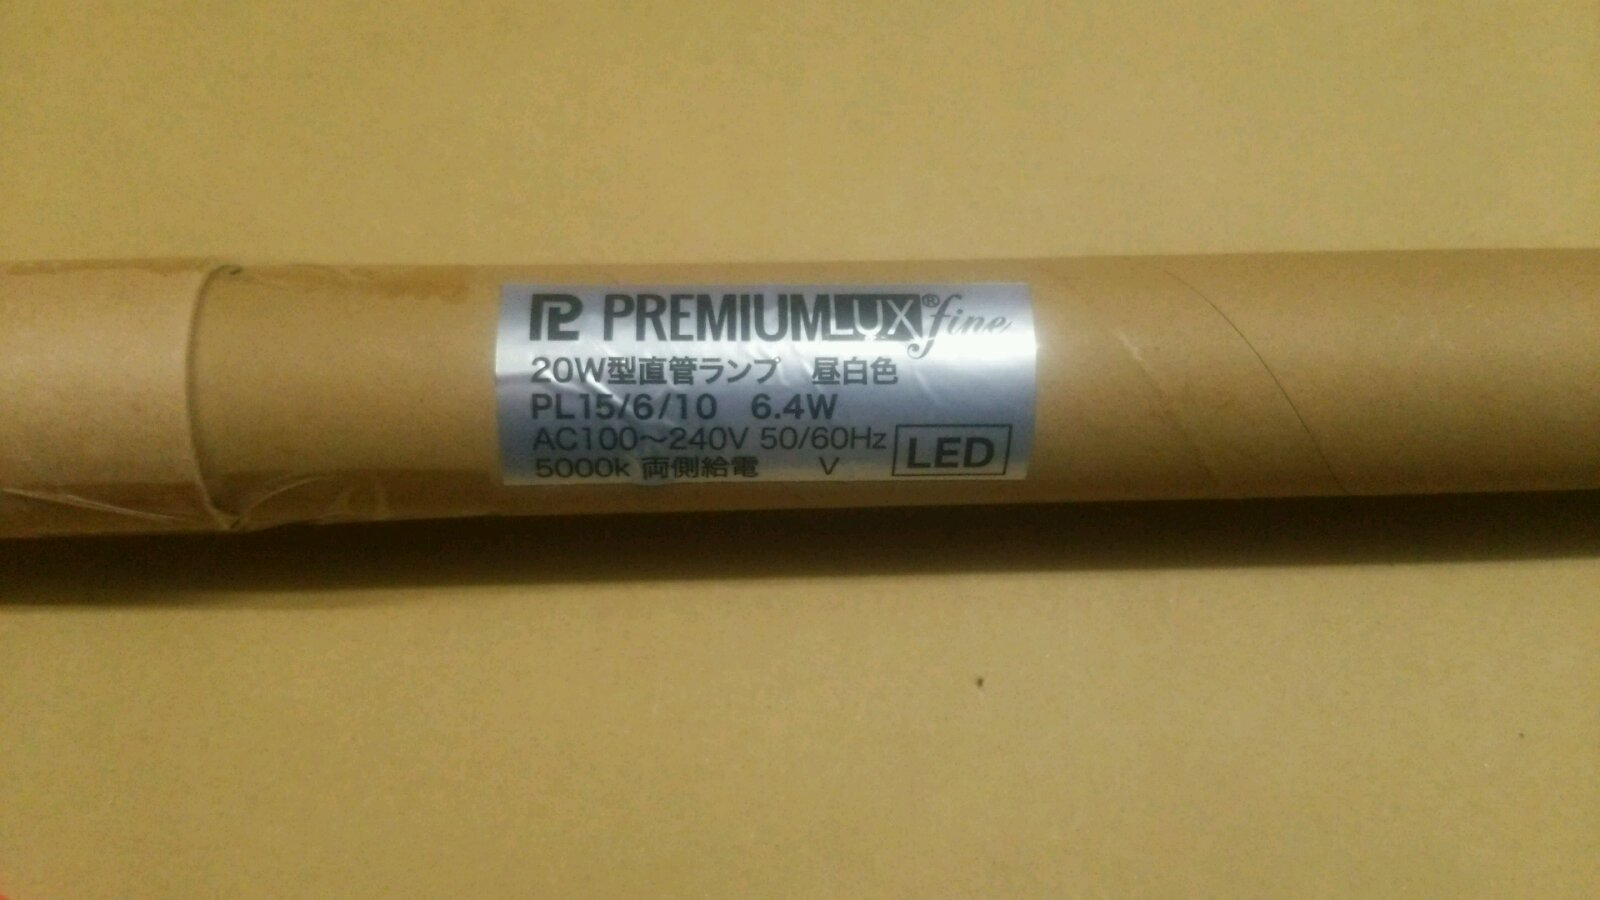 PL PREMIUMLUX® fine
20W型直管ランプ 昼白色
PL15/6/10 6.4W
AC100～240V 50/60Hz
5000k 両側給電 V
LED